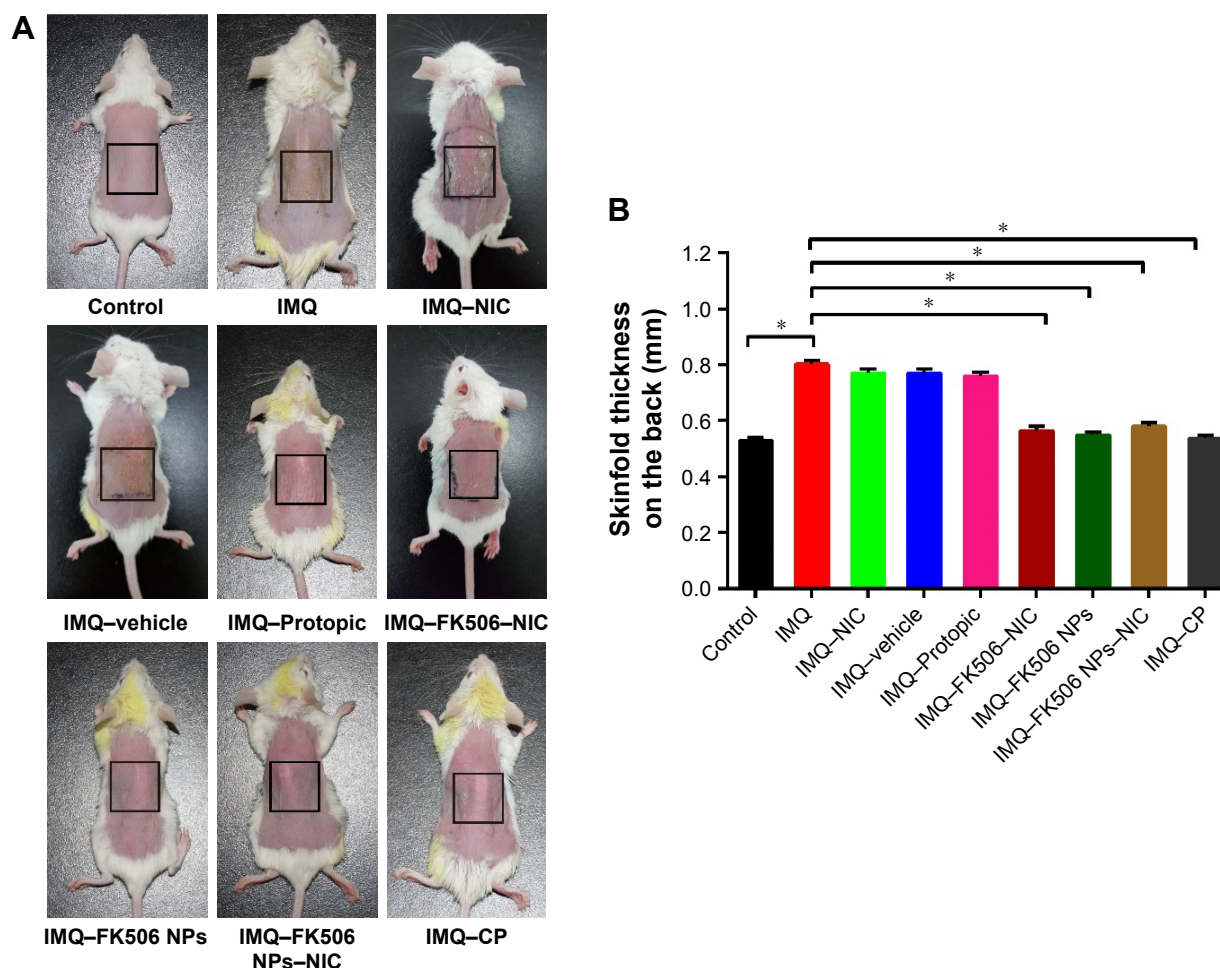 A
Control
IMQ
IMQ–NIC
IMQ–vehicle
IMQ–Protopic
IMQ–FK506–NIC
IMQ–FK506 NPs
IMQ–FK506
NPs–NIC
IMQ–CP
B
Skinfold thickness
on the back (mm)
1.2
1.0
0.8
0.6
0.4
0.2
0.0
*
*
*
*
*
Control
IMQ
IMQ–NIC
IMQ–vehicle
IMQ–Protopic
IMQ–FK506–NIC
IMQ–FK506 NPs
IMQ–FK506 NPs–NIC
IMQ–CP